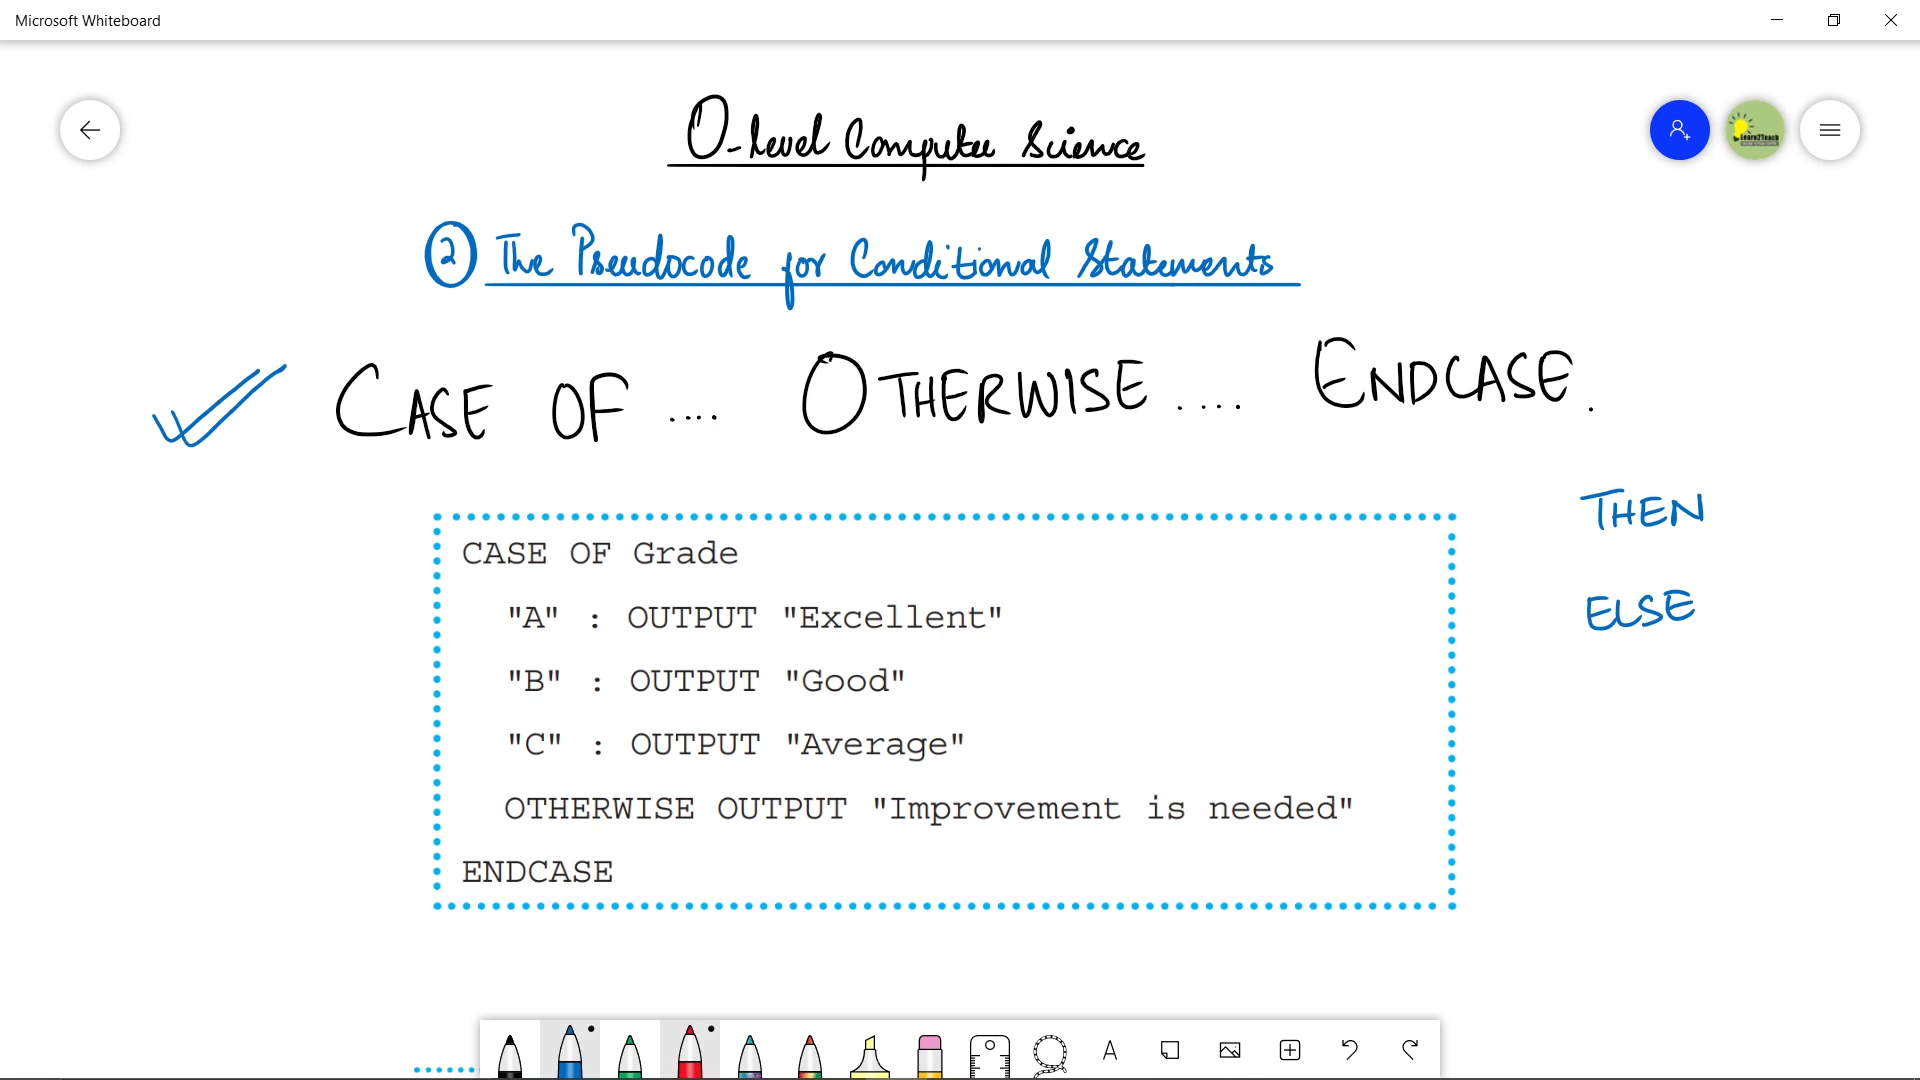 Microsoft Whiteboard
O-level Computer Science
Learn2Teach
② The Pseudocode for Conditional Statements
CASE OF .... OTHERWISE .... ENDCASE.
THEN
ELSE
CASE OF Grade
"A" : OUTPUT "Excellent"
"B" : OUTPUT "Good"
"C" : OUTPUT "Average"
OTHERWISE OUTPUT "Improvement is needed"
ENDCASE
A